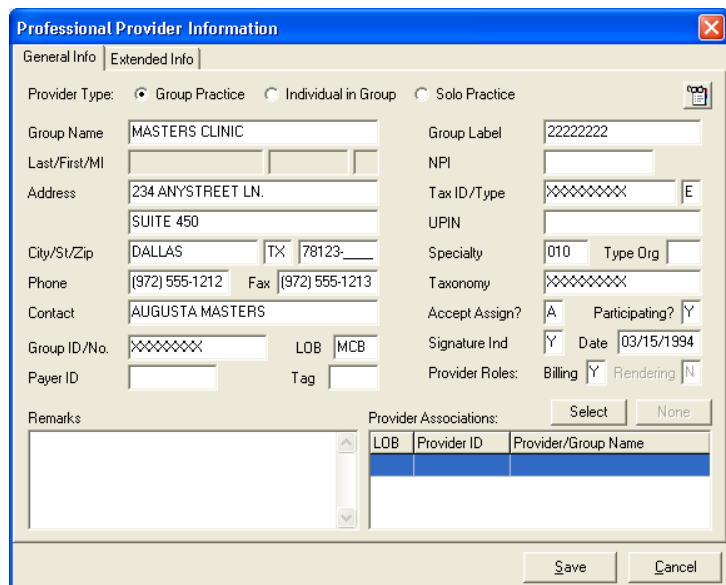 Professional Provider Information
General Info Extended Info
Provider Type: Group Practice Individual in Group Solo Practice
Group Name MASTERS CLINIC Group Label 22222222
Last/First/MI NPI
Address 234 ANYSTREET LN. Tax ID/Type XXXXXXXXX E
SUITE 450 UPIN
City/St/Zip DALLAS TX 78123-____ Specialty 010 Type Org
Phone (972) 555-1212 Fax (972) 555-1213 Taxonomy XXXXXXXXX
Contact AUGUSTA MASTERS Accept Assign? A Participating? Y
Group ID/No. XXXXXXXX LOB MCB Signature Ind Y Date 03/15/1994
Payer ID Tag Provider Roles: Billing Y Rendering N
Remarks Provider Associations: Select None
LOB Provider ID Provider/Group Name
Save Cancel